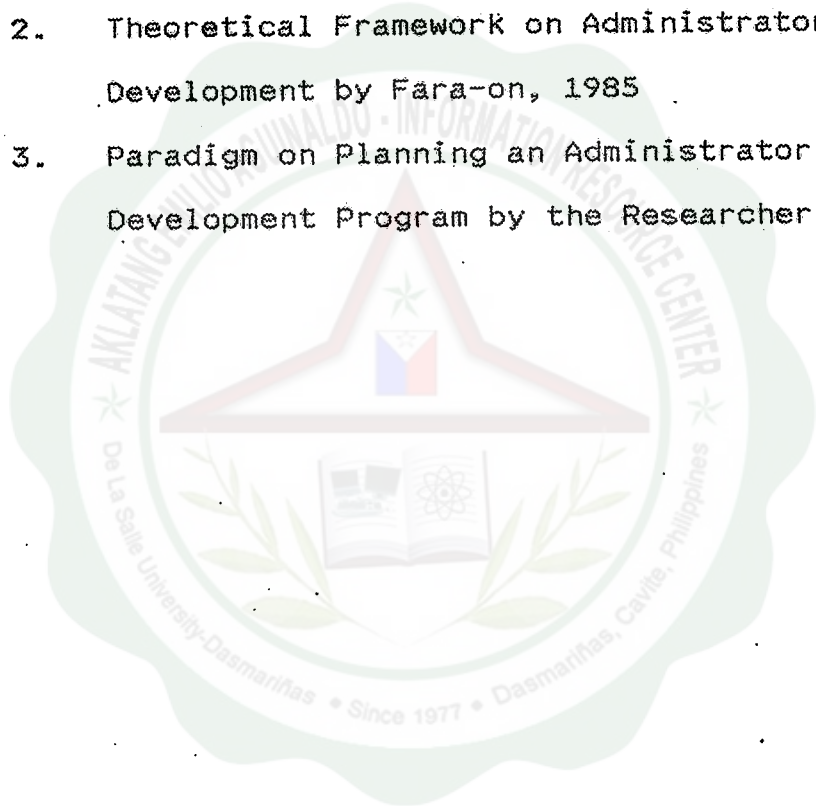 2. Theoretical Framework on Administrator
Development by Fara-on, 1985
3. Paradigm on Planning an Administrator
Development Program by the Researcher
AKLATANG EMILIO AGUINALDO - INFORMATION RESOURCE CENTER
De La Salle University-Dasmariñas • Since 1977 • Dasmariñas, Cavite, Philippines